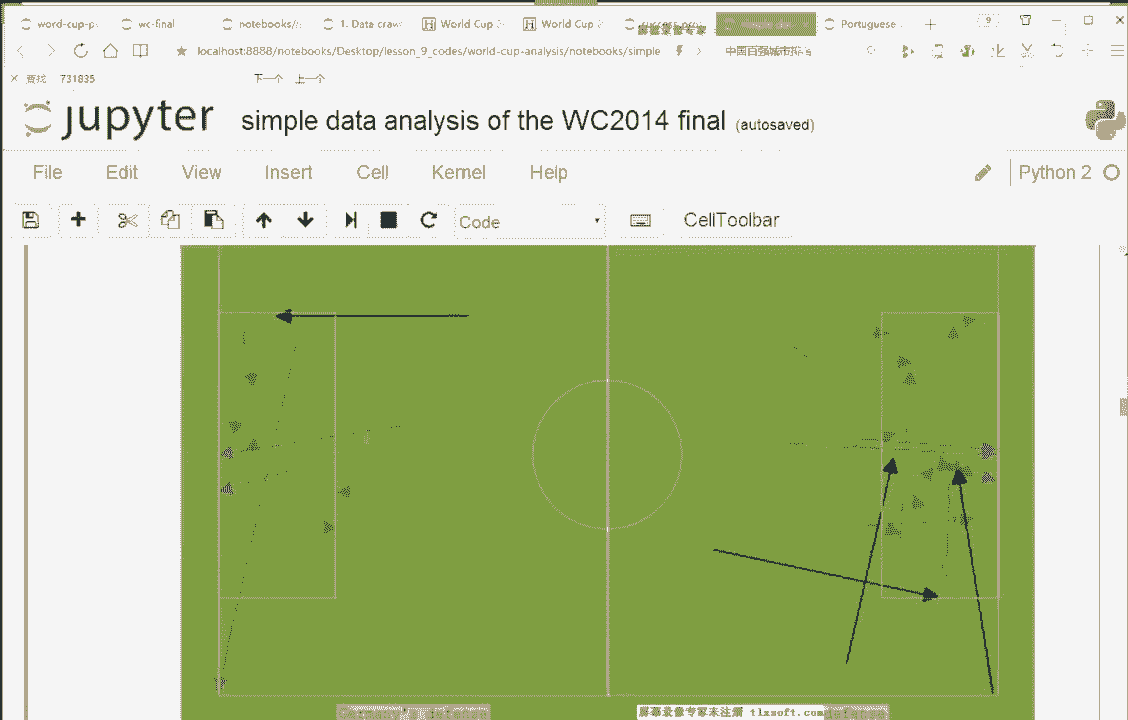 word-cup-p
wc-final
notebooks/
1. Data craw
World Cup
World Cup
Portuguese
9
localhost:8888/notebooks/Desktop/lesson_9_codes/world-cup-analysis/notebooks/simple
中国百强城市排
× 查找 731835 下一个 上一个
jupyter simple data analysis of the WC2014 final (autosaved)
File Edit View Insert Cell Kernel Help
Python 2
Code
CellToolbar
屏幕录像专家未注册 tlxsoft.com